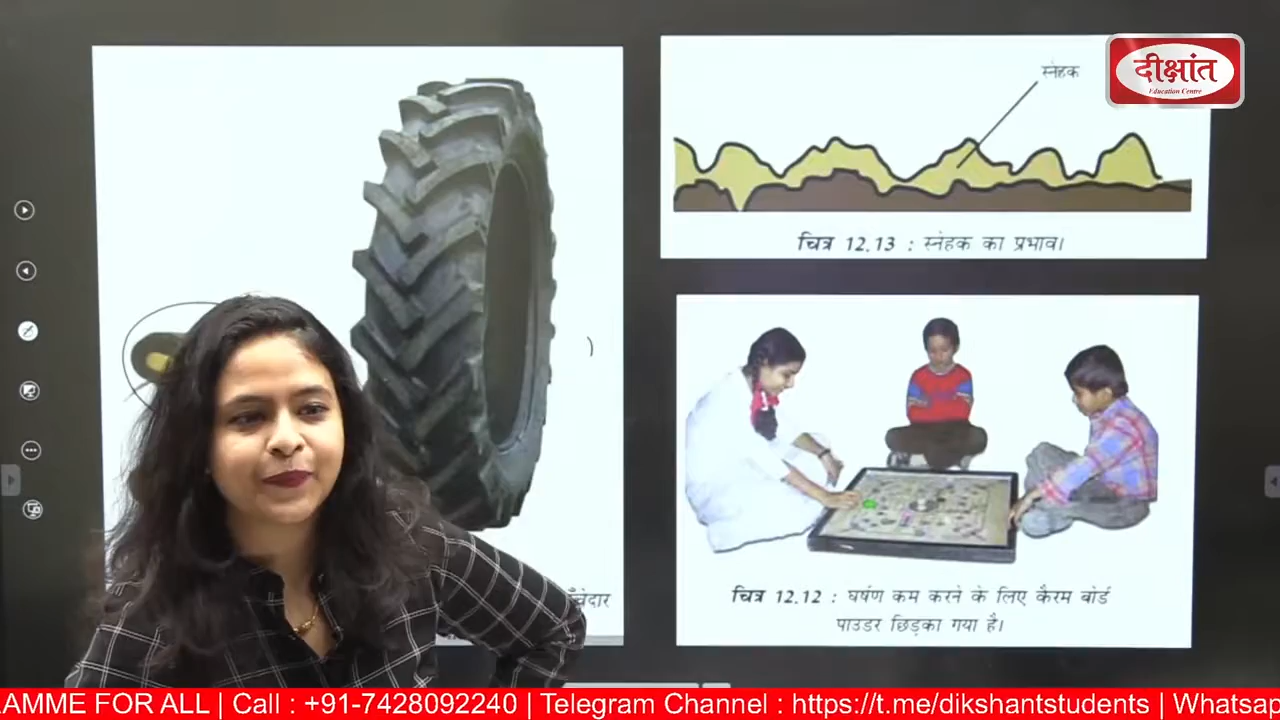 स्नेहक
दीक्षांत
Education Centre
चित्र 12.13 : स्नेहक का प्रभाव।
चित्र 12.12 : घर्षण कम करने के लिए कैरम बोर्ड
पाउडर छिड़का गया है।
AMME FOR ALL | Call : +91-7428092240 | Telegram Channel : https://t.me/dikshantstudents | Whatsap